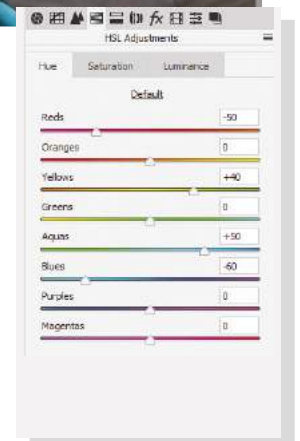 fx
HSL Adjustments
Hue Saturation Luminance
Default
Reds -50
Oranges 0
Yellows +40
Greens 0
Aquas +50
Blues -60
Purples 0
Magentas 0